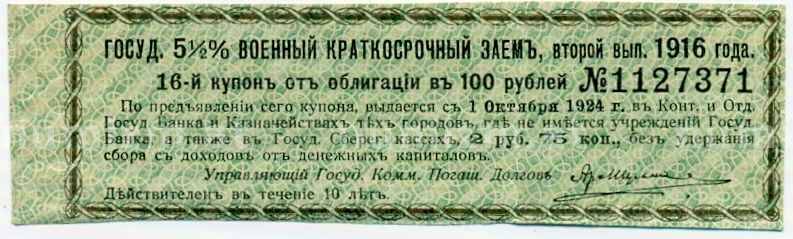 ГОСУД. 5½% ВОЕННЫЙ КРАТКОСРОЧНЫЙ ЗАЕМЪ, ВТОРОЙ ВЫП. 1916 ГОДА.
16-й купонъ отъ облигаціи въ 100 рублей №1127371
По предъявленіи сего купона, выдается съ 1 Октября 1924 г. въ Конт. и Отд.
Госуд. Банка и Казначействахъ тѣхъ городовъ, гдѣ не имѣется учрежденій Госуд.
Банка, а также въ Госуд. Сберег. кассахъ, 2 руб. 75 коп., безъ удержанія
сбора съ доходовъ отъ денежныхъ капиталовъ.
Управляющій Госуд. Комм. Погаш. Долговъ
Дѣйствителенъ въ теченіе 10 лѣтъ.